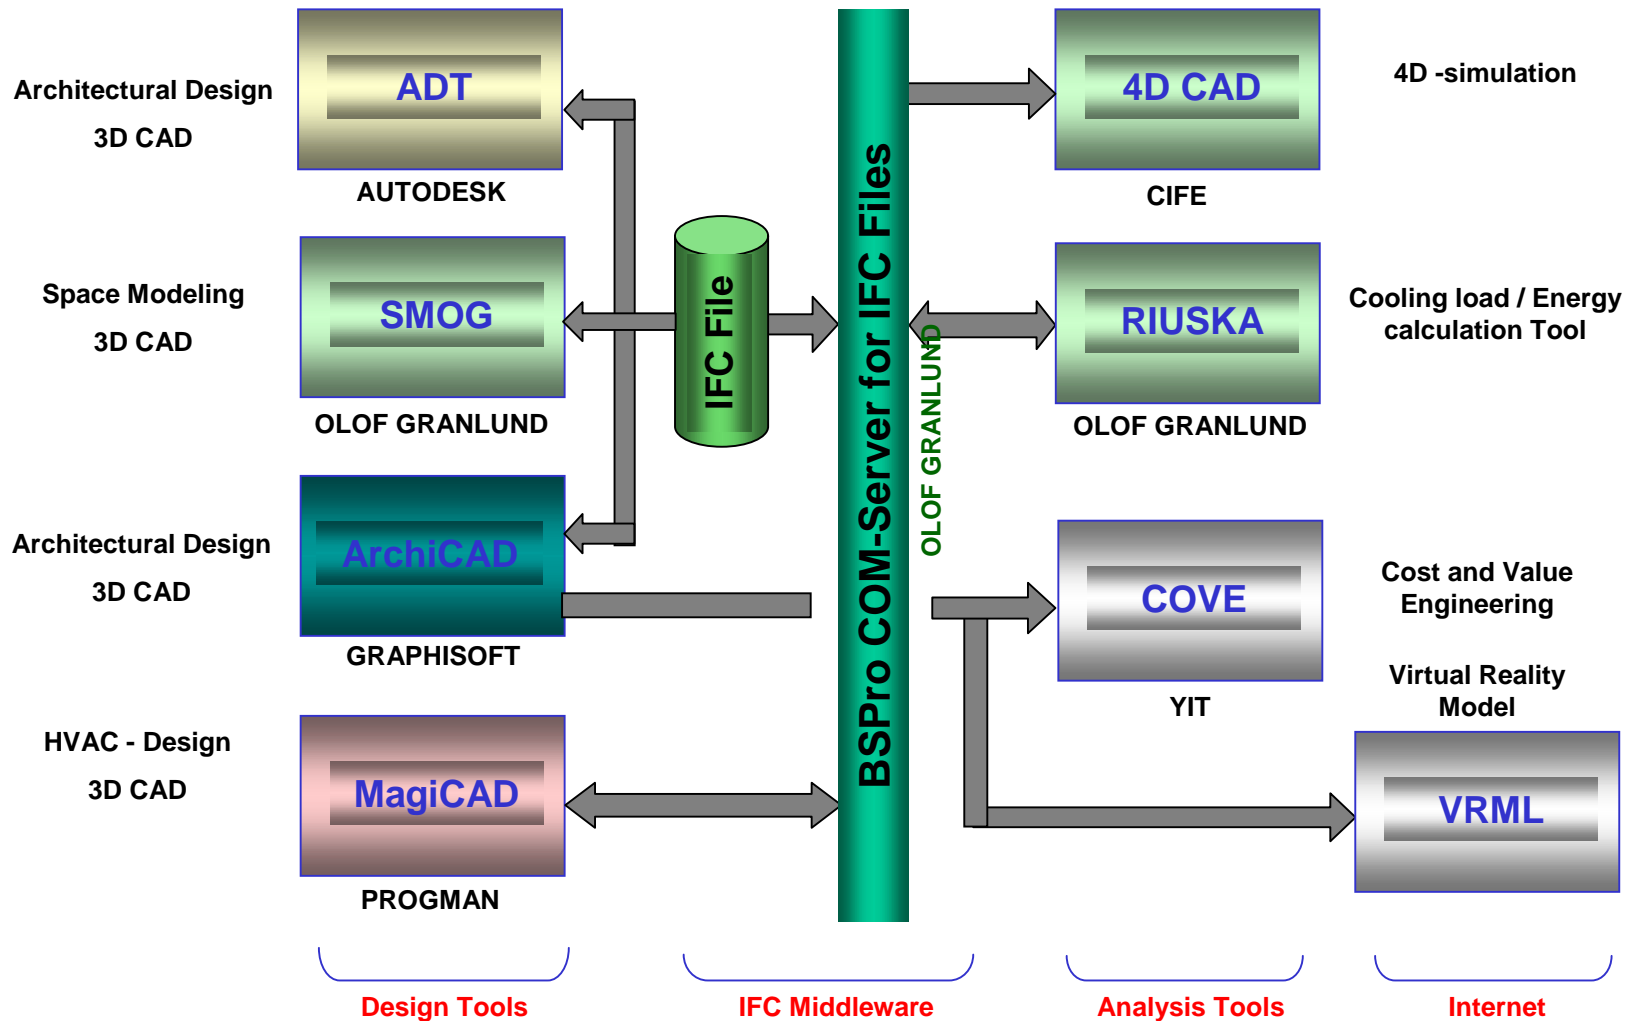 Architectural Design
3D CAD
ADT
AUTODESK
Space Modeling
3D CAD
SMOG
OLOF GRANLUND
Architectural Design
3D CAD
ArchiCAD
GRAPHISOFT
HVAC - Design
3D CAD
MagiCAD
PROGMAN
IFC File
BSPro COM-Server for IFC Files
OLOF GRANLUND
4D CAD
CIFE
4D -simulation
RIUSKA
OLOF GRANLUND
Cooling load / Energy
calculation Tool
COVE
YIT
Cost and Value
Engineering
Virtual Reality
Model
VRML
Design Tools
IFC Middleware
Analysis Tools
Internet